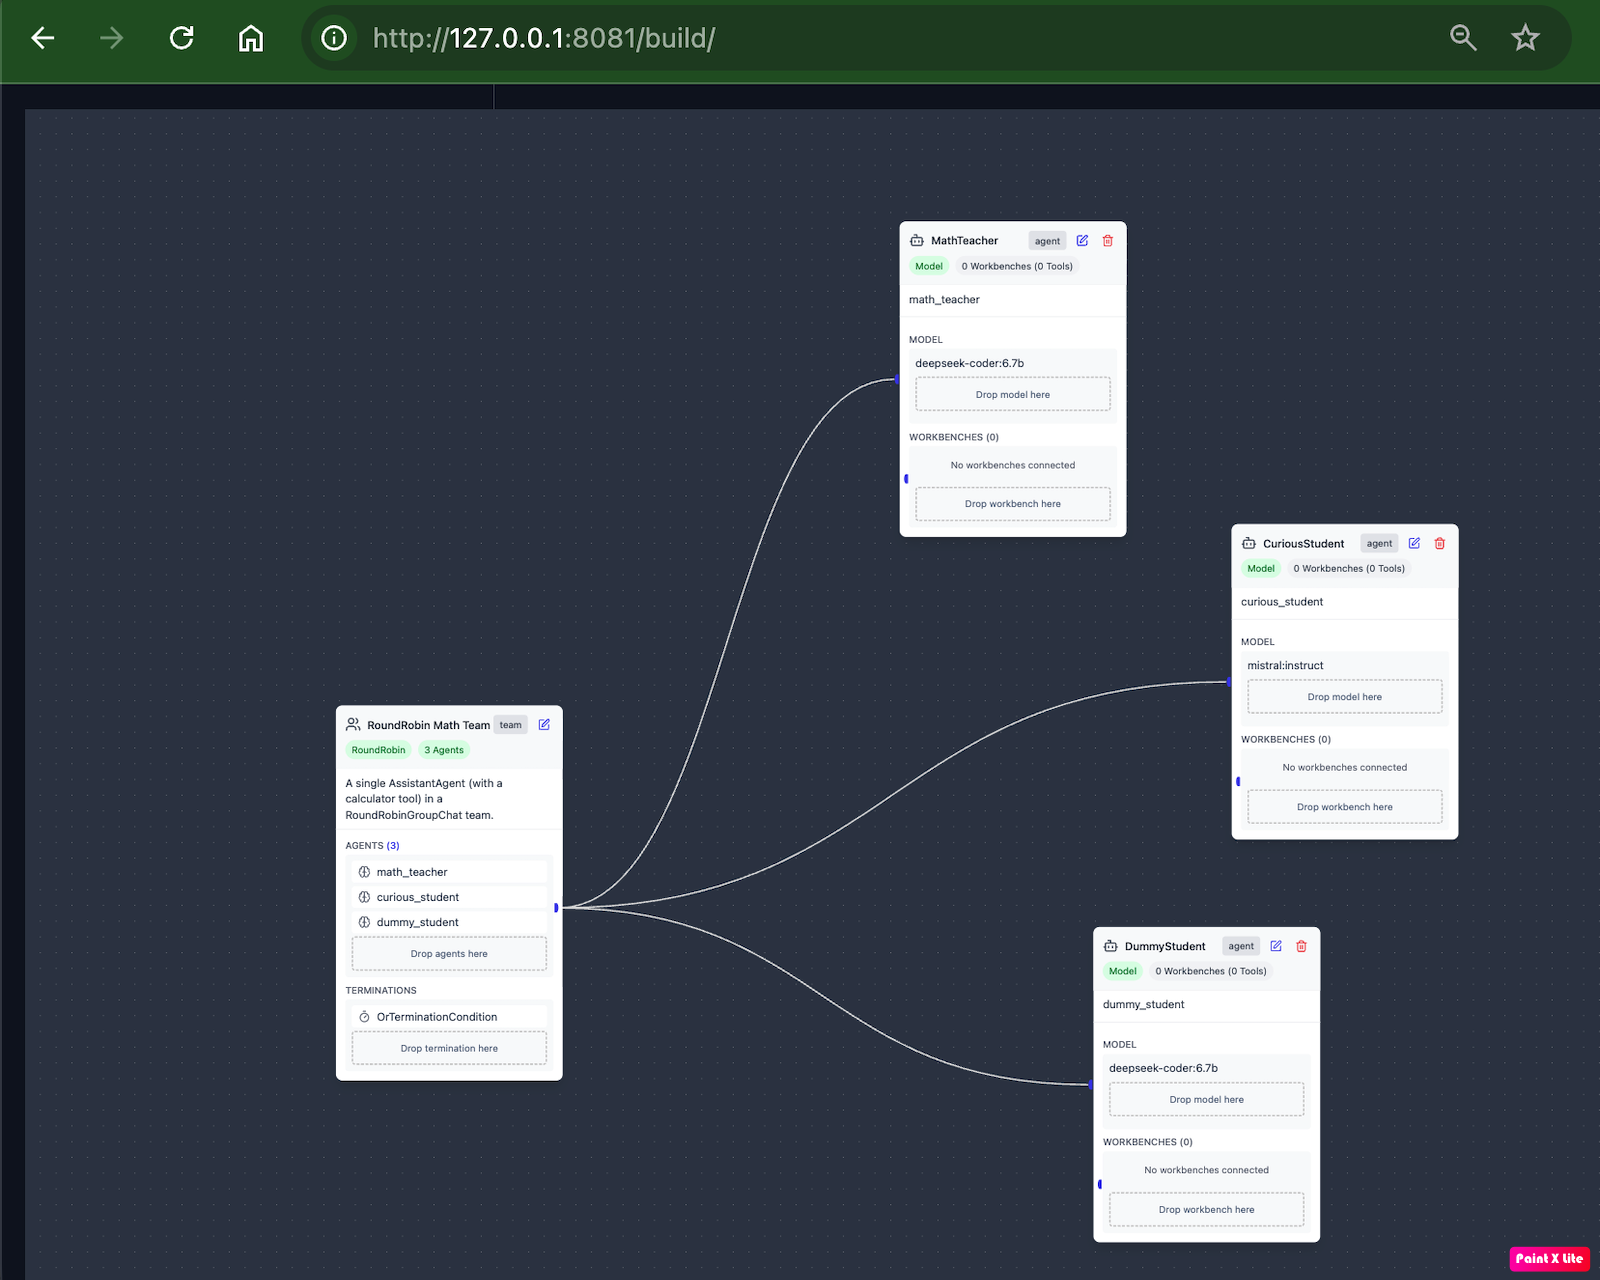 http://127.0.0.1:8081/build/
MathTeacher agent
Model 0 Workbenches (0 Tools)
math_teacher
MODEL
deepseek-coder:6.7b
Drop model here
WORKBENCHES (0)
No workbenches connected
Drop workbench here
CuriousStudent agent
Model 0 Workbenches (0 Tools)
curious_student
MODEL
mistral:instruct
Drop model here
WORKBENCHES (0)
No workbenches connected
Drop workbench here
RoundRobin Math Team team
RoundRobin 3 Agents
A single AssistantAgent (with a
calculator tool) in a
RoundRobinGroupChat team.
AGENTS (3)
math_teacher
curious_student
dummy_student
Drop agents here
TERMINATIONS
OrTerminationCondition
Drop termination here
DummyStudent agent
Model 0 Workbenches (0 Tools)
dummy_student
MODEL
deepseek-coder:6.7b
Drop model here
WORKBENCHES (0)
No workbenches connected
Drop workbench here
Paint X Lite